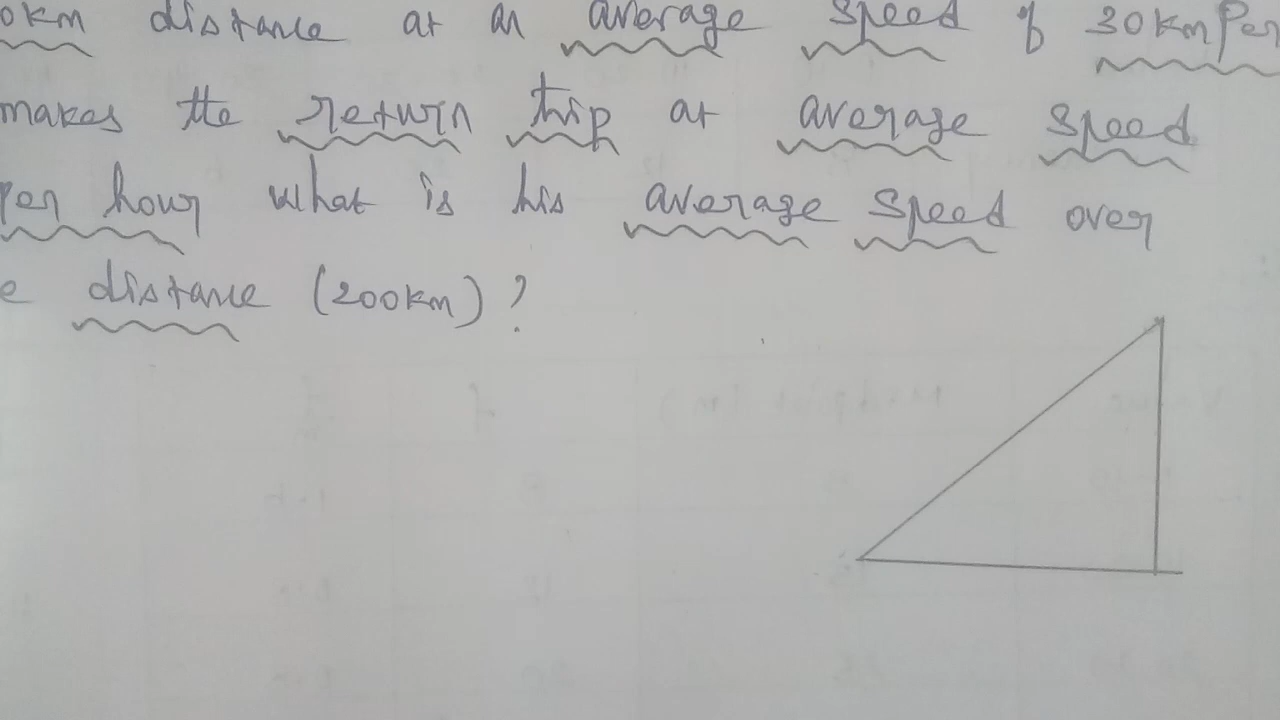 0km distance at an average speed of 30km Per
makes the return trip at average speed
per hour what is his average speed over
e distance (200km)?